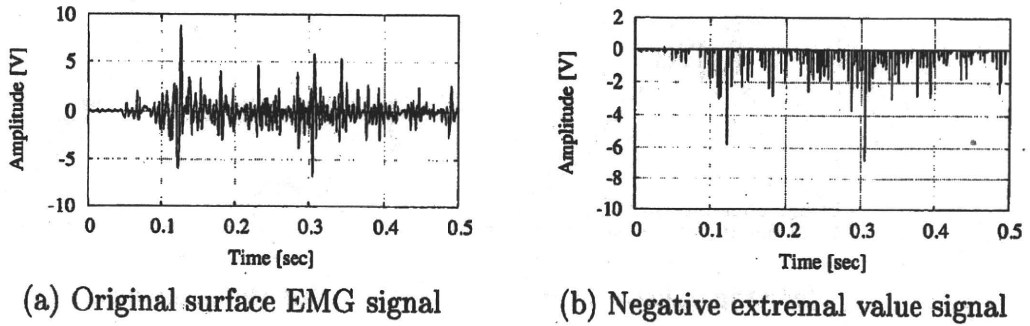 10
5
0
-5
-10
Amplitude [V]
0 0.1 0.2 0.3 0.4 0.5
Time [sec]
(a) Original surface EMG signal
2
0
-2
-4
-6
-8
-10
Amplitude [V]
0 0.1 0.2 0.3 0.4 0.5
Time [sec]
(b) Negative extremal value signal